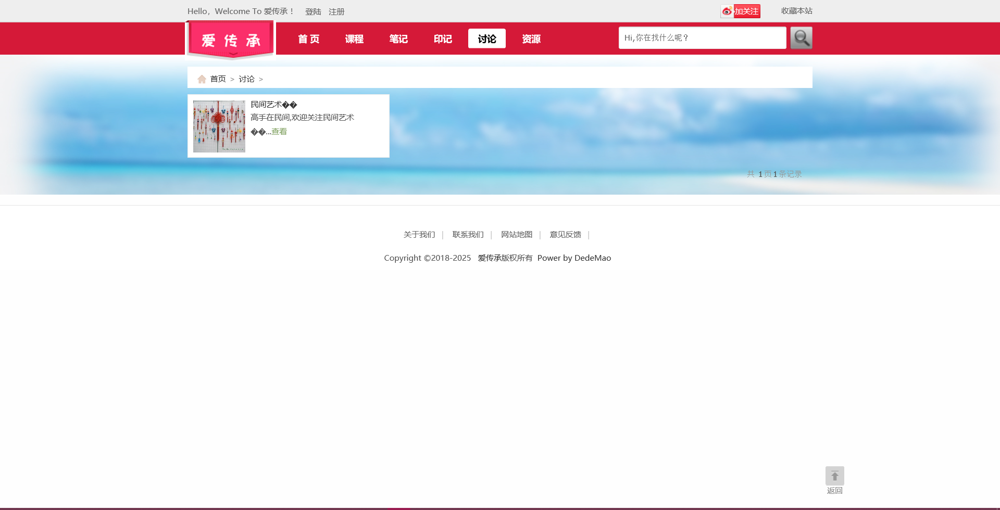 Hello，Welcome To 爱传承！ 登陆 注册 加关注 收藏本站
爱传承 首 页 课程 笔记 印记 讨论 资源 Hi,你在找什么呢？
首页 > 讨论 >
民间艺术��
高手在民间,欢迎关注民间艺术
��...查看
共 1页1条记录
关于我们 | 联系我们 | 网站地图 | 意见反馈 |
Copyright ©2018-2025 爱传承版权所有 Power by DedeMao
返回